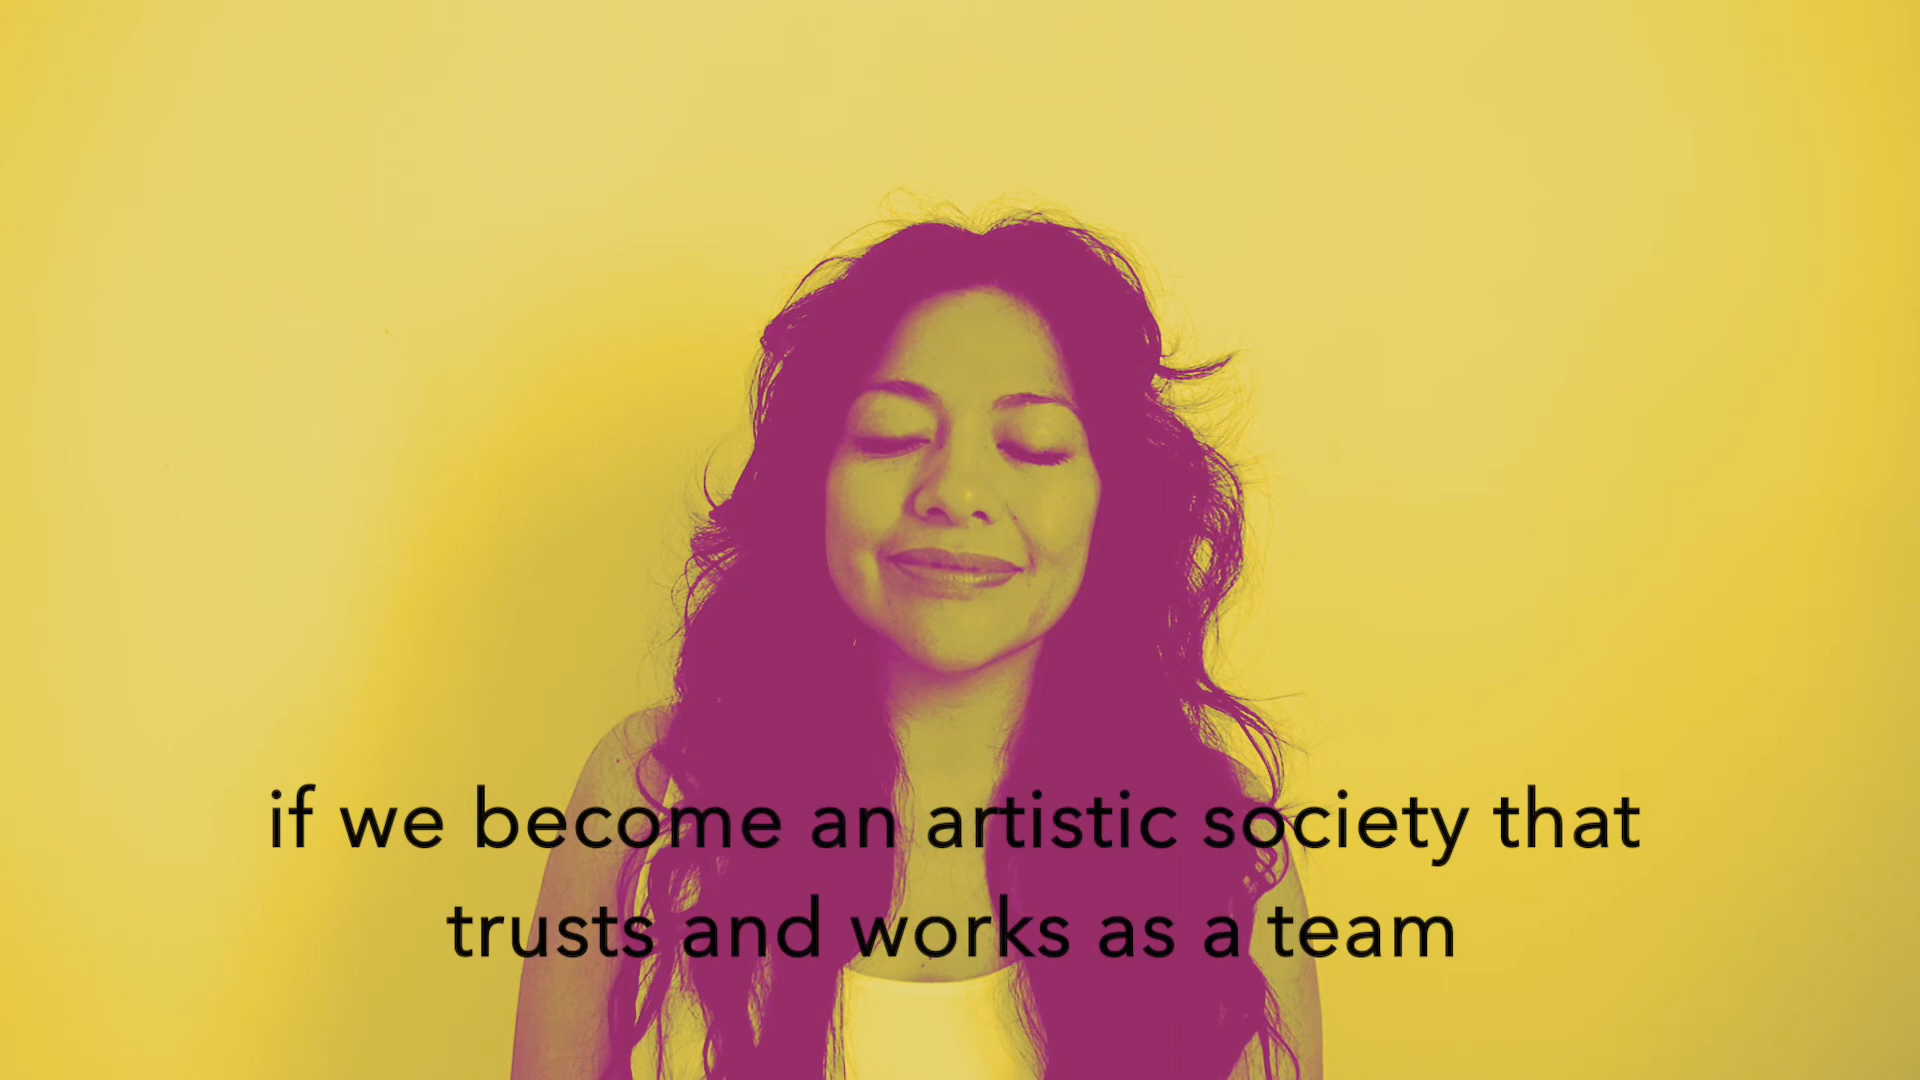 if we become an artistic society that
trusts and works as a team